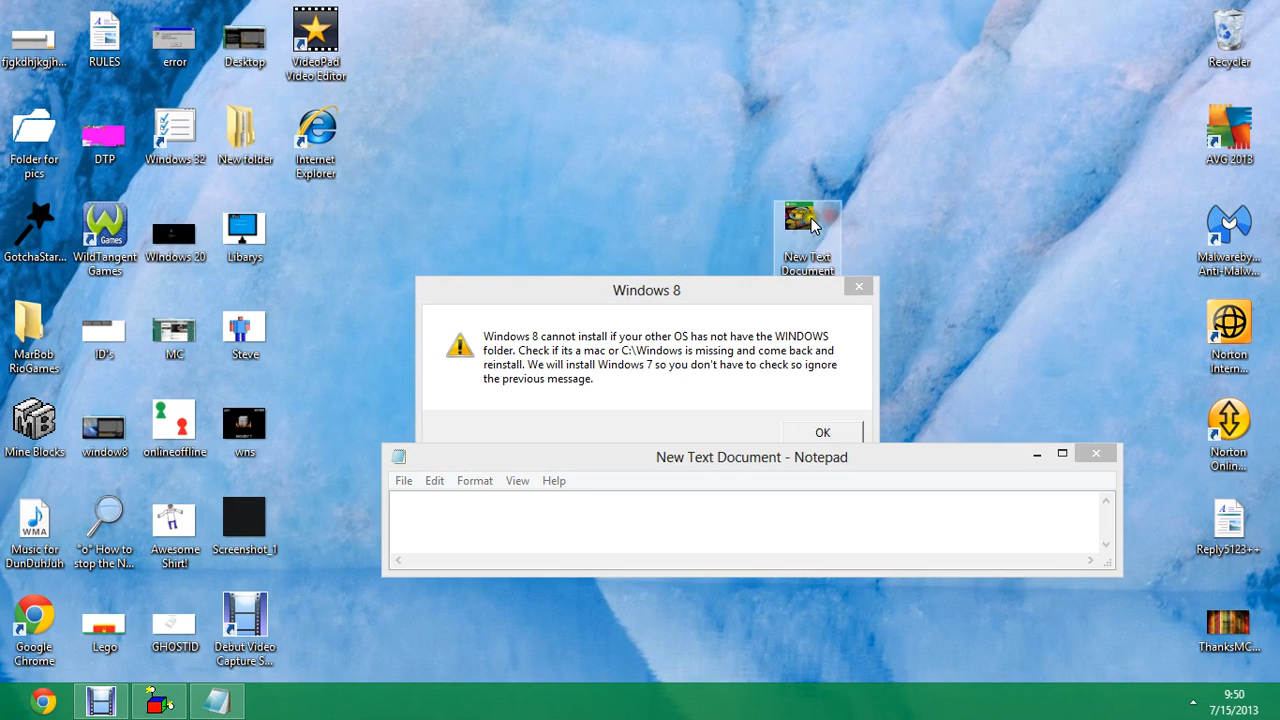 fjgkdhjkgjh...
RULES
error
Desktop
VideoPad
Video Editor
Recycler
Folder for
pics
DTP
Windows 32
New folder
Internet
Explorer
AVG 2013
GotchaStar...
WildTangent
Games
Windows 20
Libarys
New Text
Document
Malwareby...
Anti-Malw...
MarBob
RioGames
ID's
MC
Steve
Norton
Intern...
Mine Blocks
window8
onlineoffline
wns
Norton
Onlin...
WMA
Music for
DunDuhJuh
"o" How to
stop the N...
Awesome
Shirt!
Screenshot_1
Reply5123++
Google
Chrome
Lego
GHOSTID
Debut Video
Capture S...
ThanksMC...
Windows 8
Windows 8 cannot install if your other OS has not have the WINDOWS
folder. Check if its a mac or C:\Windows is missing and come back and
reinstall. We will install Windows 7 so you don't have to check so ignore
the previous message.
OK
New Text Document - Notepad
File Edit Format View Help
9:50
7/15/2013